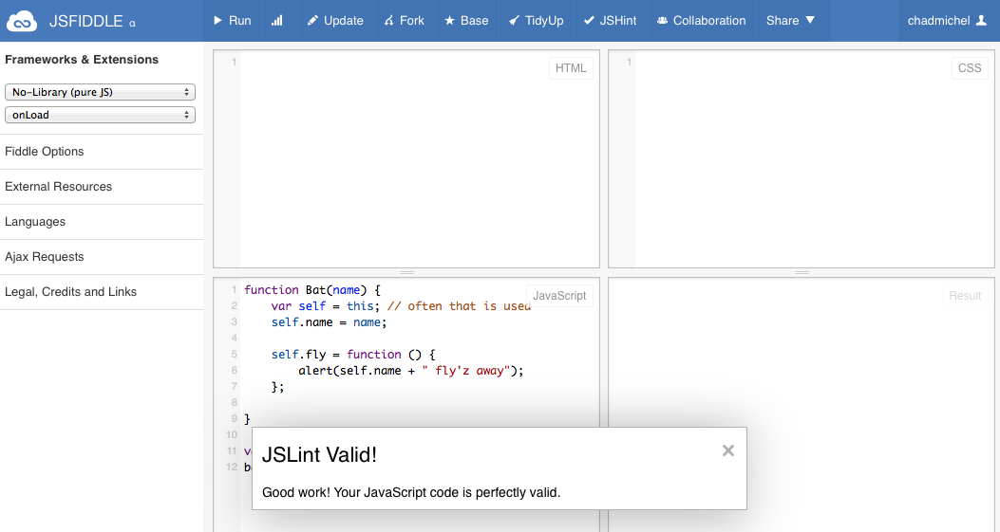 JSFIDDLE α
Run
Update
Fork
Base
TidyUp
JSHint
Collaboration
Share
chadmichel
Frameworks & Extensions
No-Library (pure JS)
onLoad
Fiddle Options
External Resources
Languages
Ajax Requests
Legal, Credits and Links
1
HTML
1
CSS
1 function Bat(name) {
2 var self = this; // often that is used
3 self.name = name;
4
5 self.fly = function () {
6 alert(self.name + " fly'z away");
7 };
8
9 }
10
11 v
12 b
JavaScript
Result
JSLint Valid!
Good work! Your JavaScript code is perfectly valid.